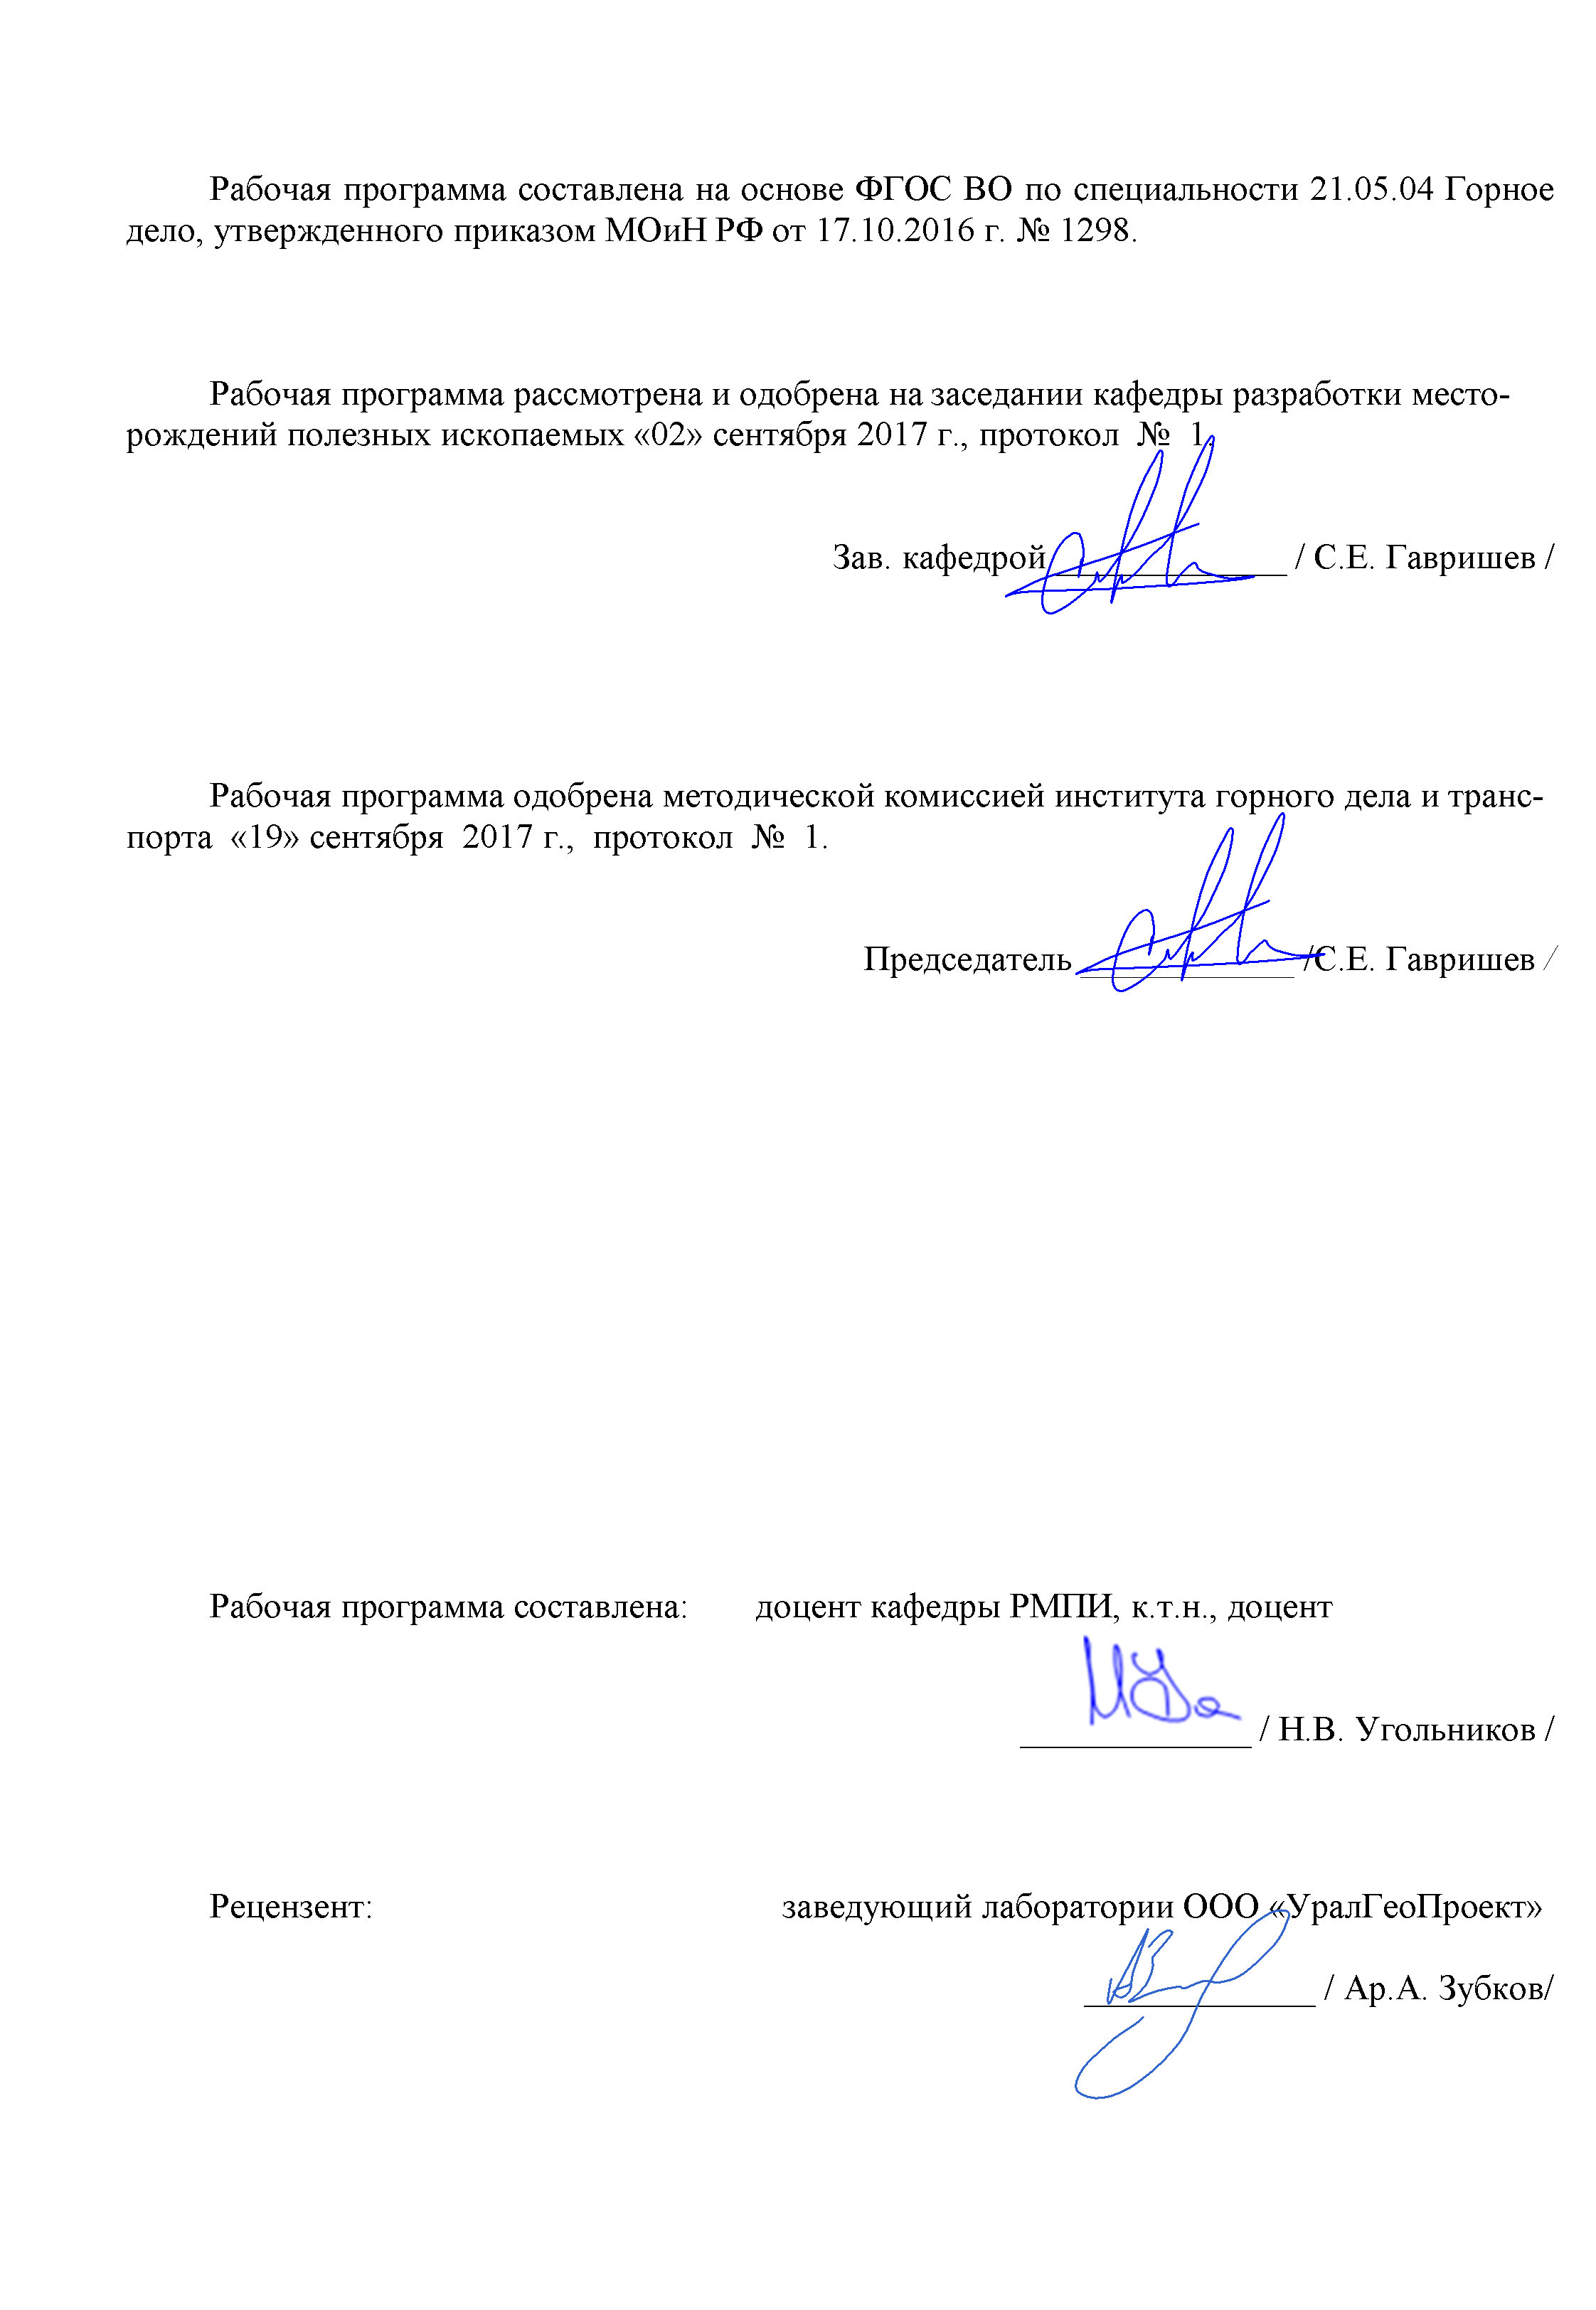 Рабочая программа составлена на основе ФГОС ВО по специальности 21.05.04 Горное
дело, утвержденного приказом МОиН РФ от 17.10.2016 г. № 1298.
Рабочая программа рассмотрена и одобрена на заседании кафедры разработки место-
рождений полезных ископаемых «02» сентября 2017 г., протокол № 1.
Зав. кафедрой / С.Е. Гавришев /
Рабочая программа одобрена методической комиссией института горного дела и транс-
порта «19» сентября 2017 г., протокол № 1.
Председатель /С.Е. Гавришев /
Рабочая программа составлена: доцент кафедры РМПИ, к.т.н., доцент
/ Н.В. Угольников /
Рецензент: заведующий лаборатории ООО «УралГеоПроект»
/ Ар.А. Зубков/